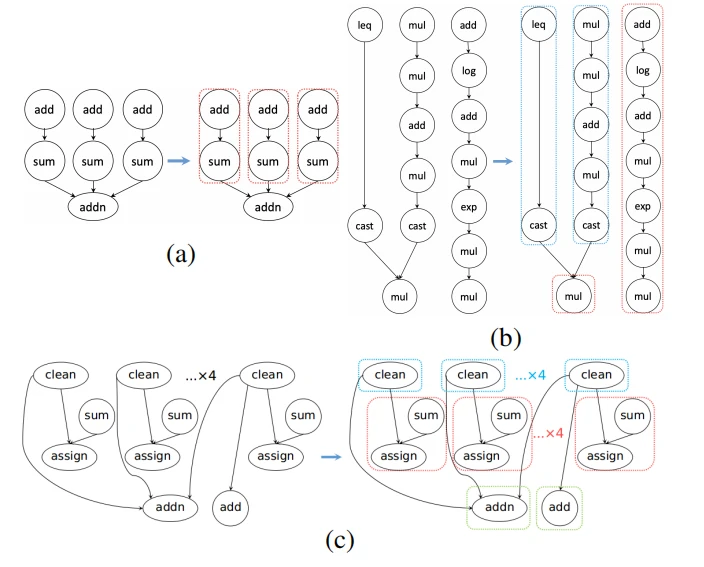 add add add
sum sum sum
addn
add add add
sum sum sum
addn
(a)
leq mul add
mul log
add add
mul mul
cast cast exp
mul
mul mul
leq mul add
mul log
add add
mul mul
cast cast exp
mul
mul mul
(b)
clean clean ...×4 clean
sum sum sum
assign assign assign
addn add
clean clean ...×4 clean
sum sum ...×4 sum
assign assign assign
addn add
(c)